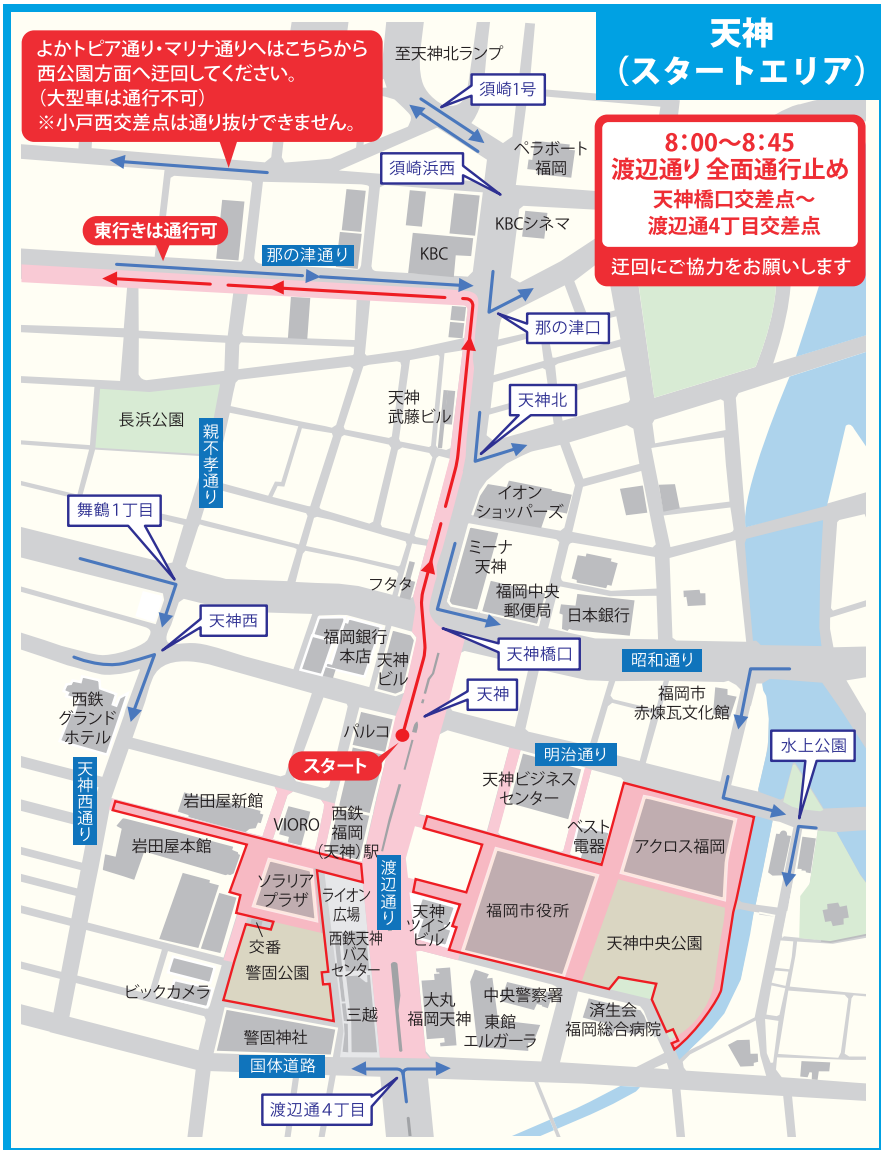 天神
（スタートエリア）
よかトピア通り・マリナ通りへはこちらから
西公園方面へ迂回してください。
（大型車は通行不可）
※小戸西交差点は通り抜けできません。
至天神北ランプ
須崎1号
8：00〜8：45
渡辺通り 全面通行止め
天神橋口交差点〜
渡辺通4丁目交差点
迂回にご協力をお願いします
ベラボート
福岡
須崎浜西
KBCシネマ
東行きは通行可
那の津通り
KBC
那の津口
天神
武藤ビル
天神北
長浜公園
親不孝通り
イオン
ショッパーズ
舞鶴1丁目
ミーナ
天神
フタタ
福岡中央
郵便局
日本銀行
天神西
福岡銀行
本店
天神
ビル
天神橋口
昭和通り
西鉄
グランド
ホテル
天神
福岡市
赤煉瓦文化館
パルコ
スタート
明治通り
水上公園
天神西通り
天神ビジネス
センター
岩田屋新館
VIORO
西鉄
福岡
（天神）駅
ベスト
電器
アクロス福岡
岩田屋本館
渡辺通り
ソラリア
プラザ
ライオン
広場
天神
ツイン
ビル
福岡市役所
交番
西鉄天神
バス
センター
天神中央公園
警固公園
ビックカメラ
三越
大丸
福岡天神
中央警察署
東館
エルガーラ
済生会
福岡総合病院
警固神社
国体道路
渡辺通4丁目